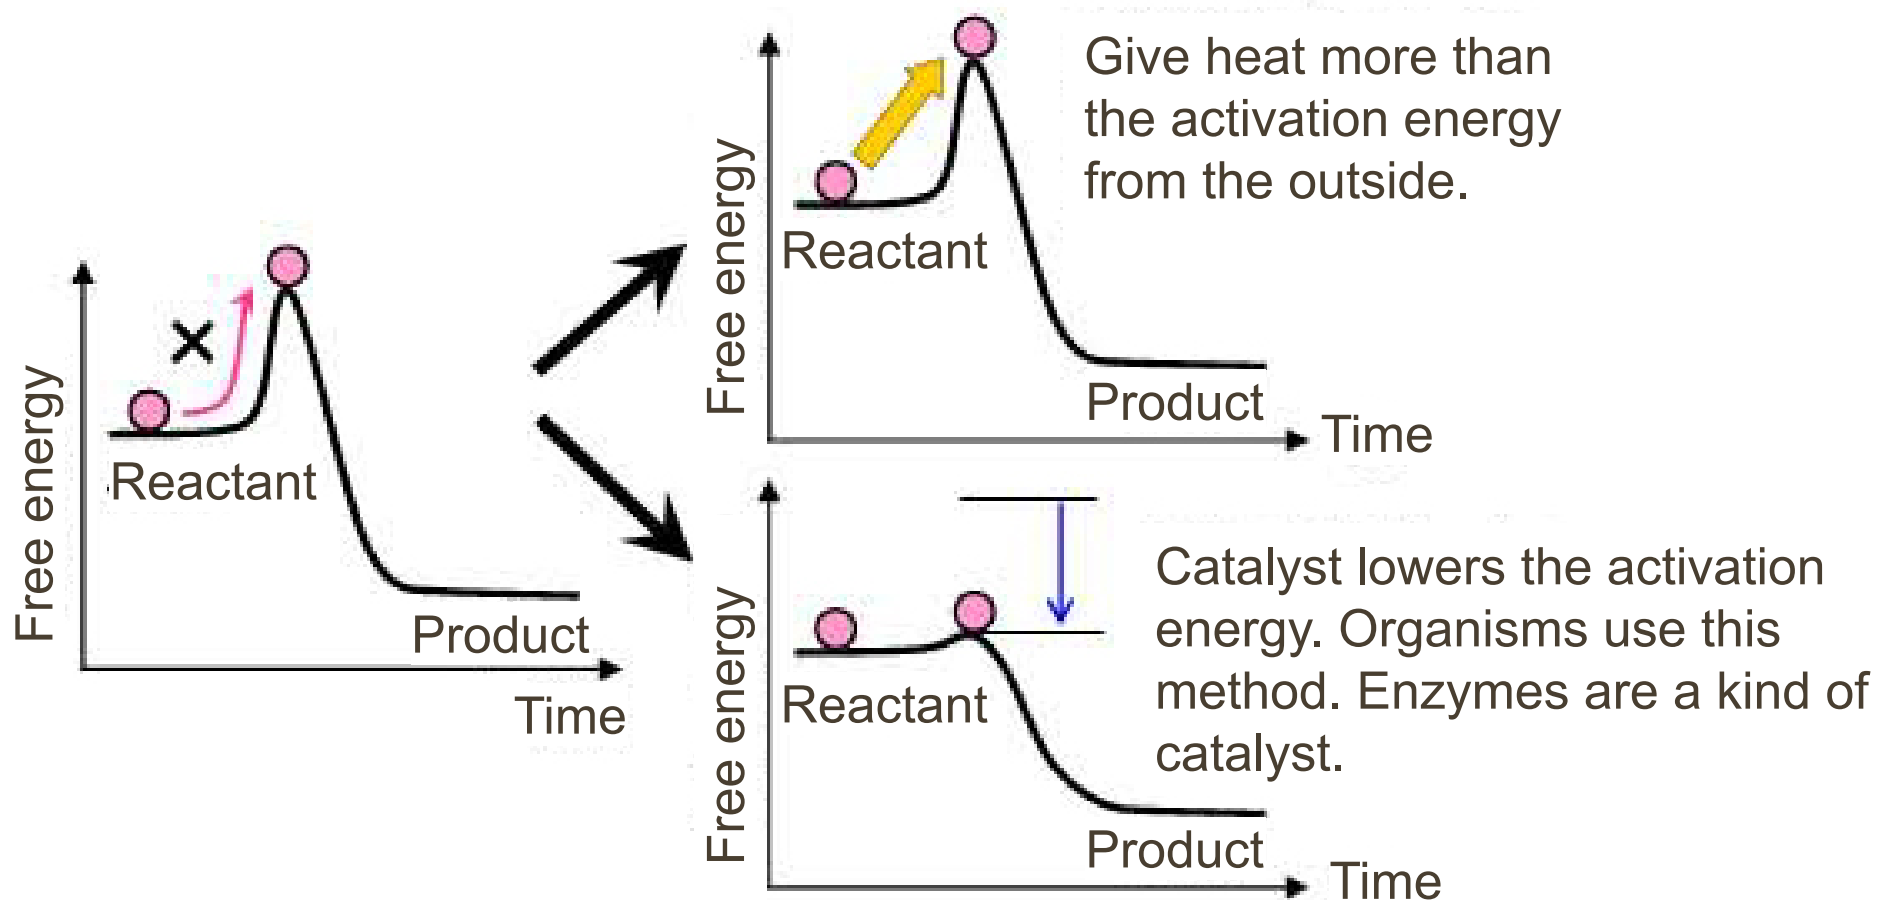 Free energy
Reactant
Product
Time
Free energy
Reactant
Product
Time
Give heat more than
the activation energy
from the outside.
Free energy
Reactant
Product
Time
Catalyst lowers the activation
energy. Organisms use this
method. Enzymes are a kind of
catalyst.